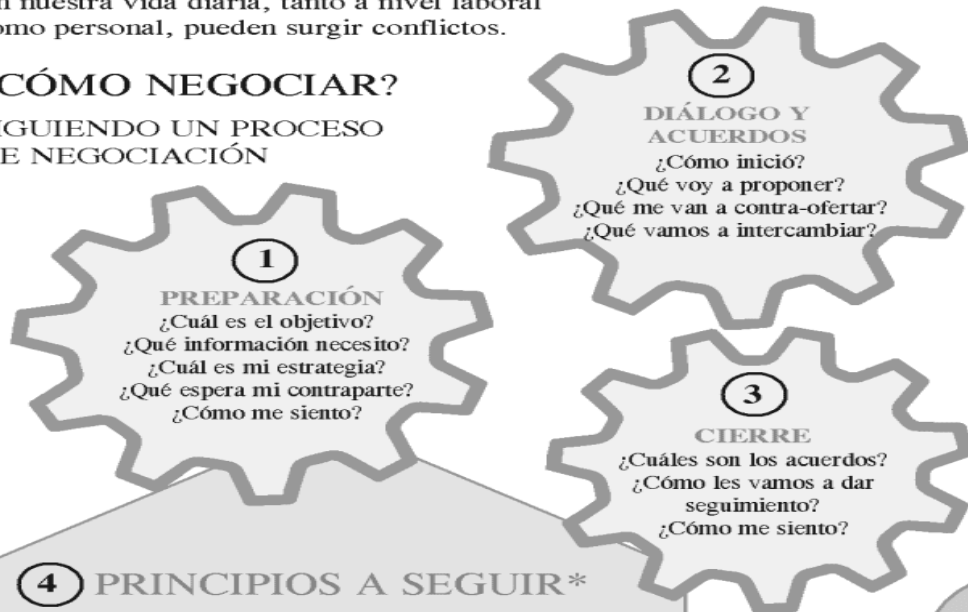 n nuestra vida diaria, tanto a nivel laboral
omo personal, pueden surgir conflictos.
CÓMO NEGOCIAR?
IGUIENDO UN PROCESO
E NEGOCIACIÓN
1
PREPARACIÓN
¿Cuál es el objetivo?
¿Qué información necesito?
¿Cuál es mi estrategia?
¿Qué espera mi contraparte?
¿Cómo me siento?
2
DIÁLOGO Y
ACUERDOS
¿Cómo inició?
¿Qué voy a proponer?
¿Qué me van a contra-ofertar?
¿Qué vamos a intercambiar?
3
CIERRE
¿Cuáles son los acuerdos?
¿Cómo les vamos a dar
seguimiento?
¿Cómo me siento?
4 PRINCIPIOS A SEGUIR*